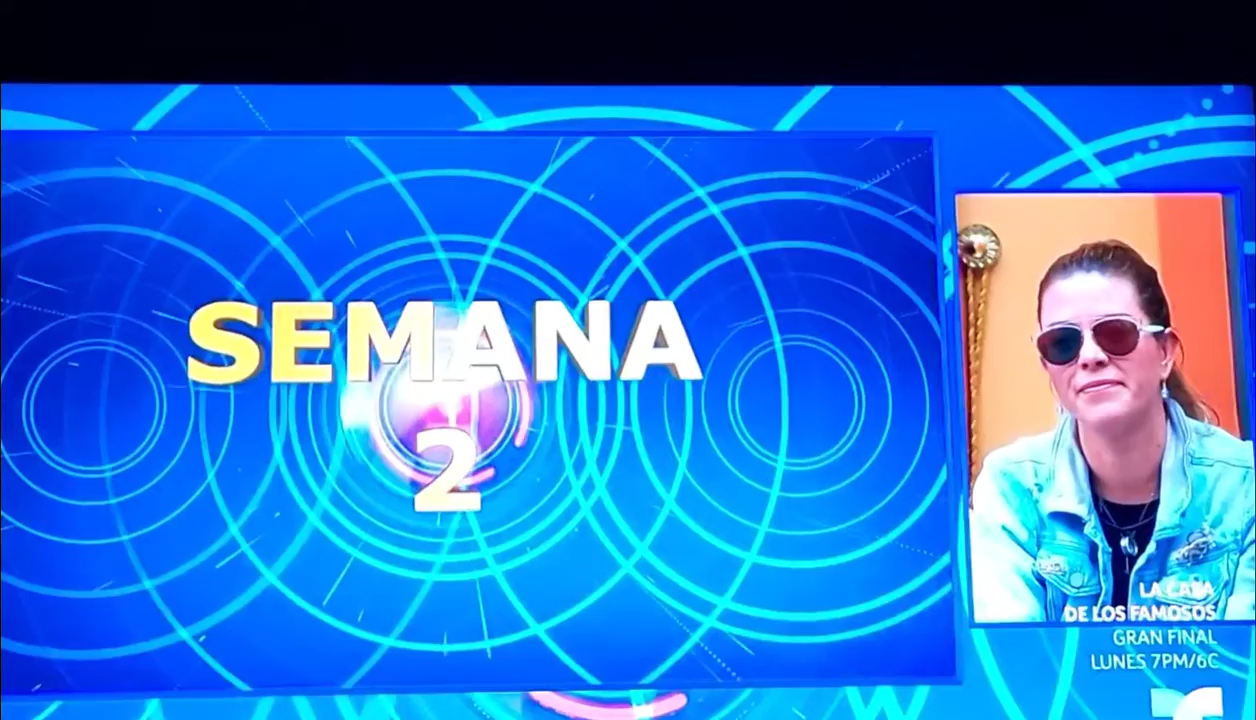 SEMANA
2
LA CASA
DE LOS FAMOSOS
GRAN FINAL
LUNES 7PM/6C